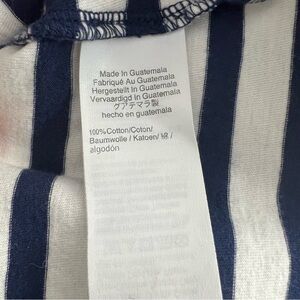 Made In Guatemala
Fabriqué Au Guatemala
Hergestellt In Guatemala
Vervaardigd In Guatemala
グアテマラ製
hecho en guatemala
100%Cotton/Coton/
Baumwolle / Katoen/ 綿 /
algodón